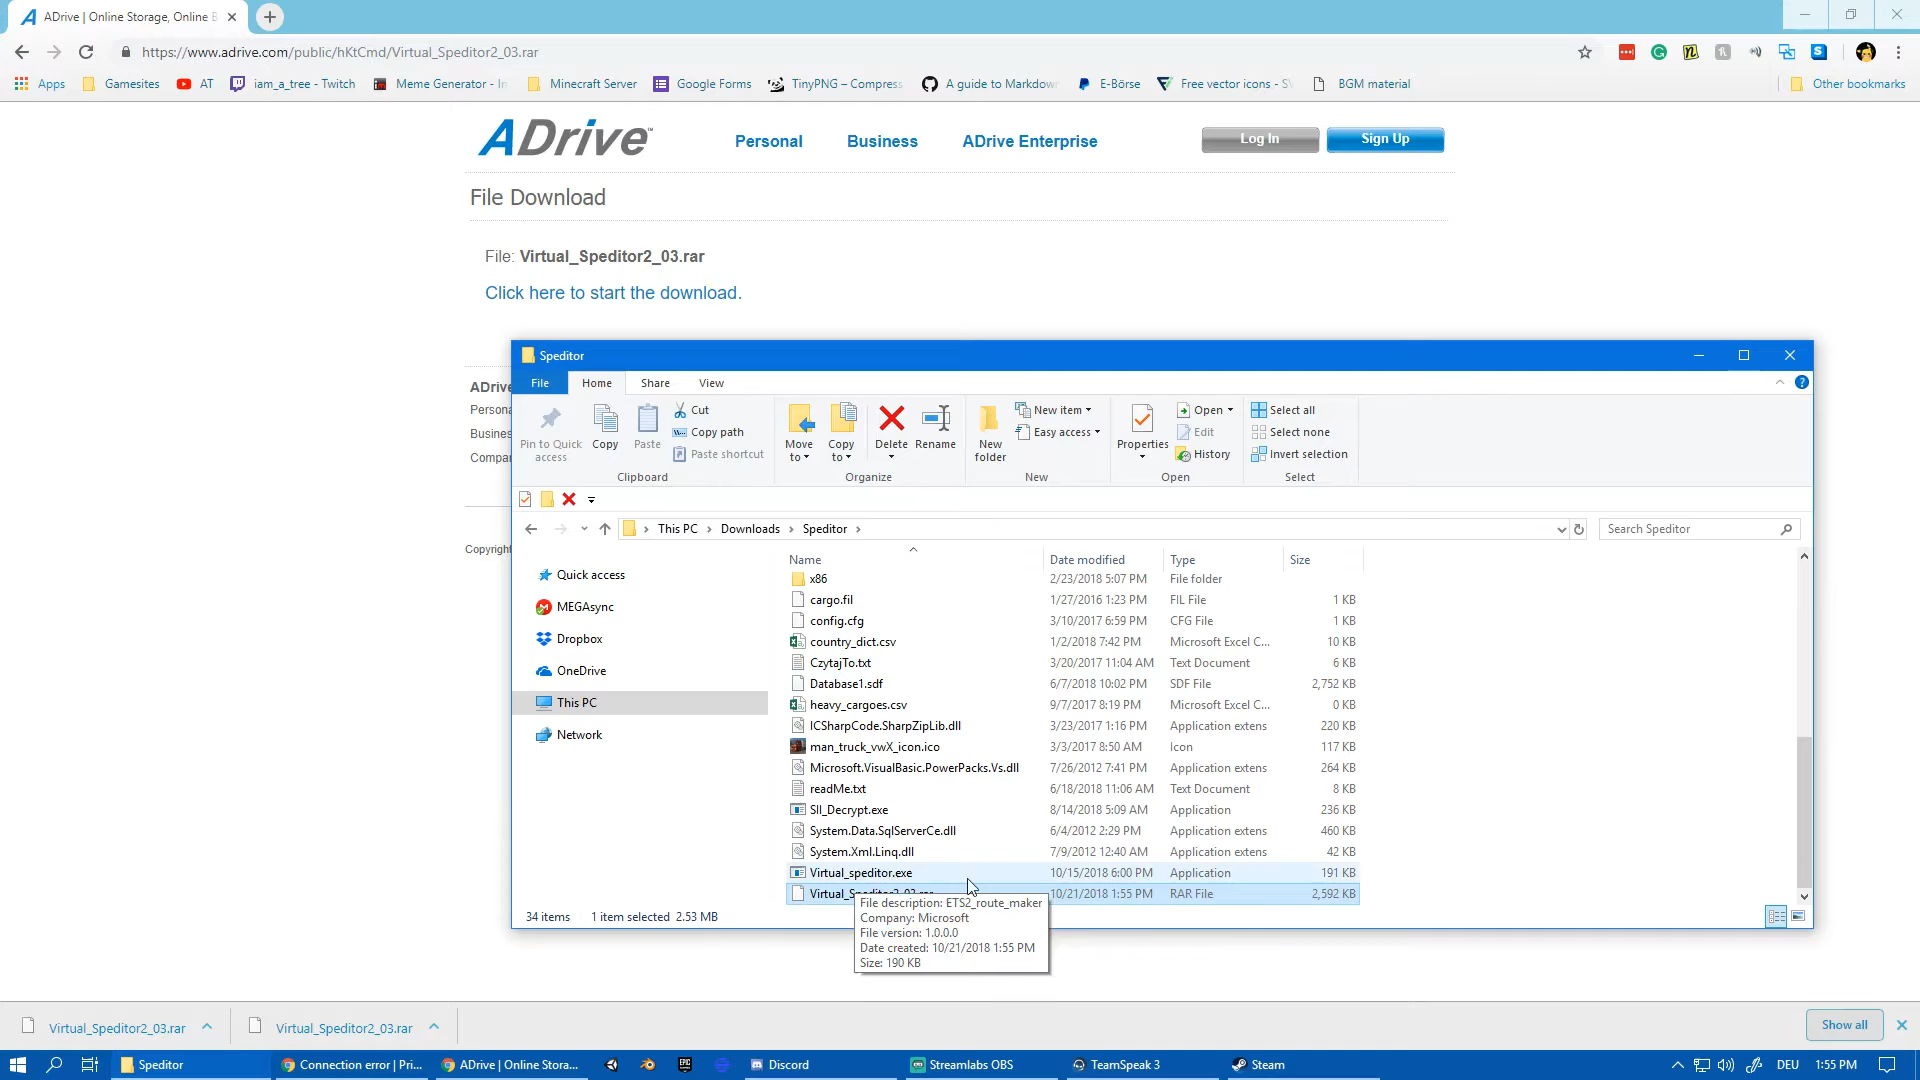 ADrive | Online Storage, Online B
https://www.adrive.com/public/hKtCmd/Virtual_Speditor2_03.rar
Apps
Gamesites
AT
iam_a_tree - Twitch
Meme Generator - In
Minecraft Server
Google Forms
TinyPNG – Compress
A guide to Markdown
E-Börse
Free vector icons - SV
BGM material
Other bookmarks
ADrive™
Personal
Business
ADrive Enterprise
Log In
Sign Up
File Download
File: Virtual_Speditor2_03.rar
Click here to start the download.
ADrive
Persona
Busines
Compar
Copyright
Speditor
File
Home
Share
View
Pin to Quick access
Copy
Paste
Cut
Copy path
Paste shortcut
Clipboard
Move to
Copy to
Delete
Rename
Organize
New folder
New item
Easy access
New
Properties
Open
Edit
History
Open
Select all
Select none
Invert selection
Select
This PC > Downloads > Speditor >
Search Speditor
Quick access
MEGAsync
Dropbox
OneDrive
This PC
Network
Name Date modified Type Size
x86 2/23/2018 5:07 PM File folder
cargo.fil 1/27/2016 1:23 PM FIL File 1 KB
config.cfg 3/10/2017 6:59 PM CFG File 1 KB
country_dict.csv 1/2/2018 7:42 PM Microsoft Excel C... 10 KB
CzytajTo.txt 3/20/2017 11:04 AM Text Document 6 KB
Database1.sdf 6/7/2018 10:02 PM SDF File 2,752 KB
heavy_cargoes.csv 9/7/2017 8:19 PM Microsoft Excel C... 0 KB
ICSharpCode.SharpZipLib.dll 3/23/2017 1:16 PM Application extens 220 KB
man_truck_vwX_icon.ico 3/3/2017 8:50 AM Icon 117 KB
Microsoft.VisualBasic.PowerPacks.Vs.dll 7/26/2012 7:41 PM Application extens 264 KB
readMe.txt 6/18/2018 11:06 AM Text Document 8 KB
SII_Decrypt.exe 8/14/2018 5:09 AM Application 236 KB
System.Data.SqlServerCe.dll 6/4/2012 2:29 PM Application extens 460 KB
System.Xml.Linq.dll 7/9/2012 12:40 AM Application extens 42 KB
Virtual_speditor.exe 10/15/2018 6:00 PM Application 191 KB
Virtual_Speditor2_03.rar 10/21/2018 1:55 PM RAR File 2,592 KB
File description: ETS2_route_maker
Company: Microsoft
File version: 1.0.0.0
Date created: 10/21/2018 1:55 PM
Size: 190 KB
34 items 1 item selected 2.53 MB
Virtual_Speditor2_03.rar
Virtual_Speditor2_03.rar
Show all
Speditor
Connection error | Pri...
ADrive | Online Stora...
Discord
Streamlabs OBS
TeamSpeak 3
Steam
DEU
1:55 PM